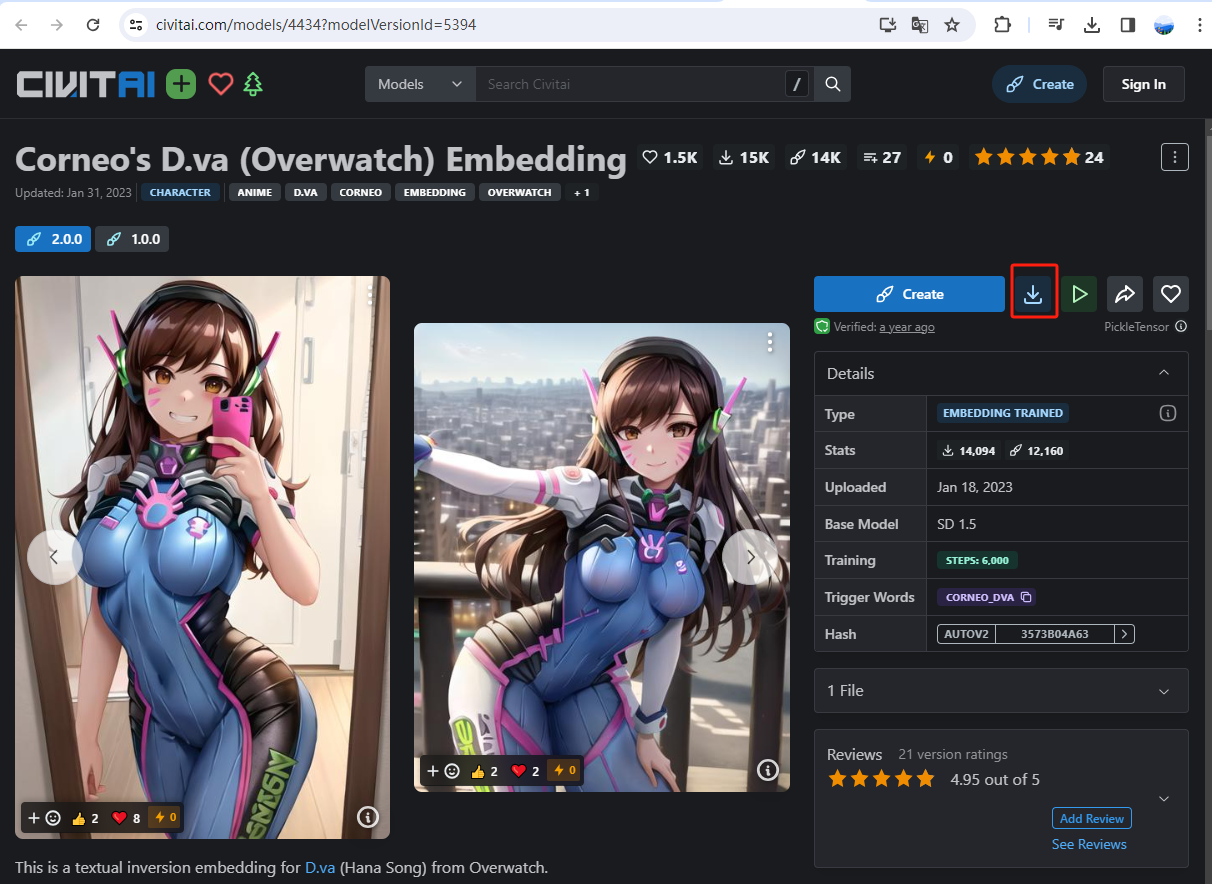 civitai.com/models/4434?modelVersionId=5394
CIVITAI Models Search Civitai / Create Sign In
Corneo's D.va (Overwatch) Embedding 1.5K 15K 14K 27 0 24
Updated: Jan 31, 2023 CHARACTER ANIME D.VA CORNEO EMBEDDING OVERWATCH + 1
2.0.0 1.0.0
Create
Verified: a year ago PickleTensor
Details
Type EMBEDDING TRAINED
Stats 14,094 12,160
Uploaded Jan 18, 2023
Base Model SD 1.5
Training STEPS: 6,000
Trigger Words CORNEO_DVA
Hash AUTOV2 3573B04A63
1 File
Reviews 21 version ratings
4.95 out of 5
Add Review
See Reviews
2 2 0
2 8 0
This is a textual inversion embedding for D.va (Hana Song) from Overwatch.